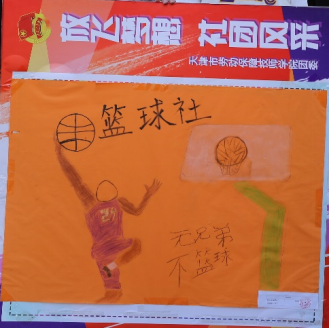 放飞梦想 社团风采
天津市劳动保障技师学院团委
篮球社
24
无兄弟
不篮球